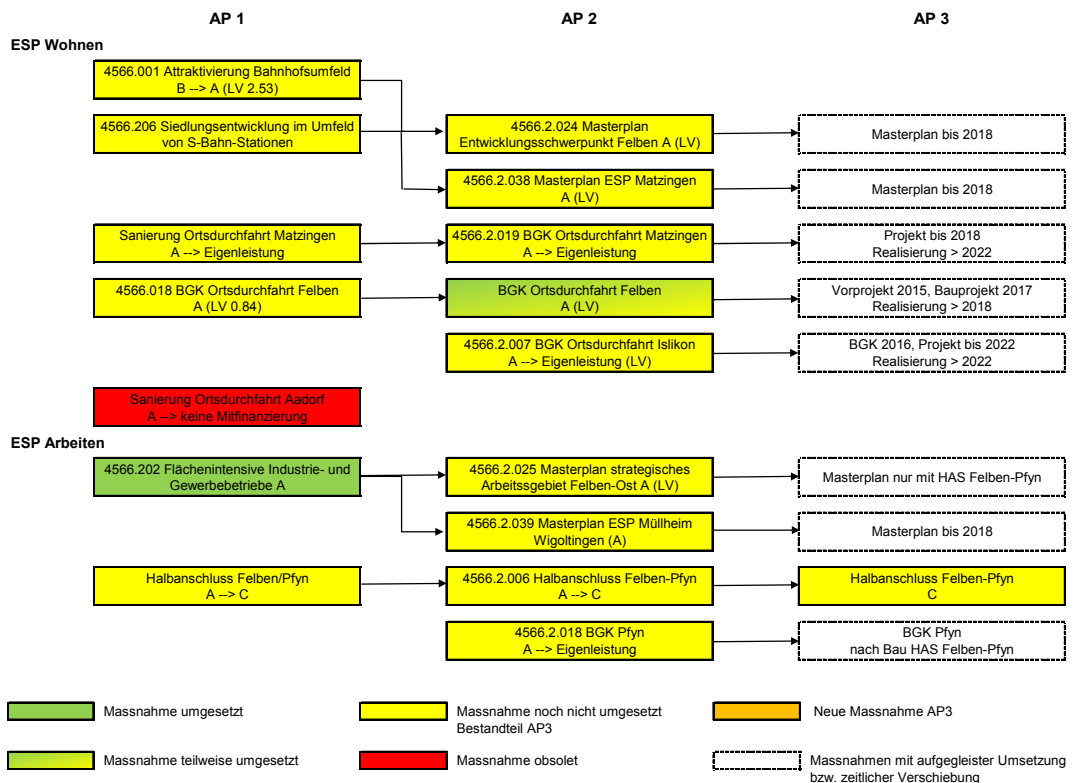 AP 1
AP 2
AP 3
ESP Wohnen
4566.001 Attraktivierung Bahnhofsumfeld
B --> A (LV 2.53)
4566.206 Siedlungsentwicklung im Umfeld
von S-Bahn-Stationen
4566.2.024 Masterplan
Entwicklungsschwerpunkt Felben A (LV)
Masterplan bis 2018
4566.2.038 Masterplan ESP Matzingen
A (LV)
Masterplan bis 2018
Sanierung Ortsdurchfahrt Matzingen
A --> Eigenleistung
4566.2.019 BGK Ortsdurchfahrt Matzingen
A --> Eigenleistung
Projekt bis 2018
Realisierung > 2022
4566.018 BGK Ortsdurchfahrt Felben
A (LV 0.84)
BGK Ortsdurchfahrt Felben
A (LV)
Vorprojekt 2015, Bauprojekt 2017
Realisierung > 2018
4566.2.007 BGK Ortsdurchfahrt Islikon
A --> Eigenleistung (LV)
BGK 2016, Projekt bis 2022
Realisierung > 2022
Sanierung Ortsdurchfahrt Aadorf
A --> keine Mitfinanzierung
ESP Arbeiten
4566.202 Flächenintensive Industrie- und
Gewerbebetriebe A
4566.2.025 Masterplan strategisches
Arbeitssgebiet Felben-Ost A (LV)
Masterplan nur mit HAS Felben-Pfyn
4566.2.039 Masterplan ESP Müllheim
Wigoltingen (A)
Masterplan bis 2018
Halbanschluss Felben/Pfyn
A --> C
4566.2.006 Halbanschluss Felben-Pfyn
A --> C
Halbanschluss Felben-Pfyn
C
4566.2.018 BGK Pfyn
A --> Eigenleistung
BGK Pfyn
nach Bau HAS Felben-Pfyn
Massnahme umgesetzt
Massnahme noch nicht umgesetzt
Bestandteil AP3
Neue Massnahme AP3
Massnahme teilweise umgesetzt
Massnahme obsolet
Massnahmen mit aufgegleister Umsetzung
bzw. zeitlicher Verschiebung